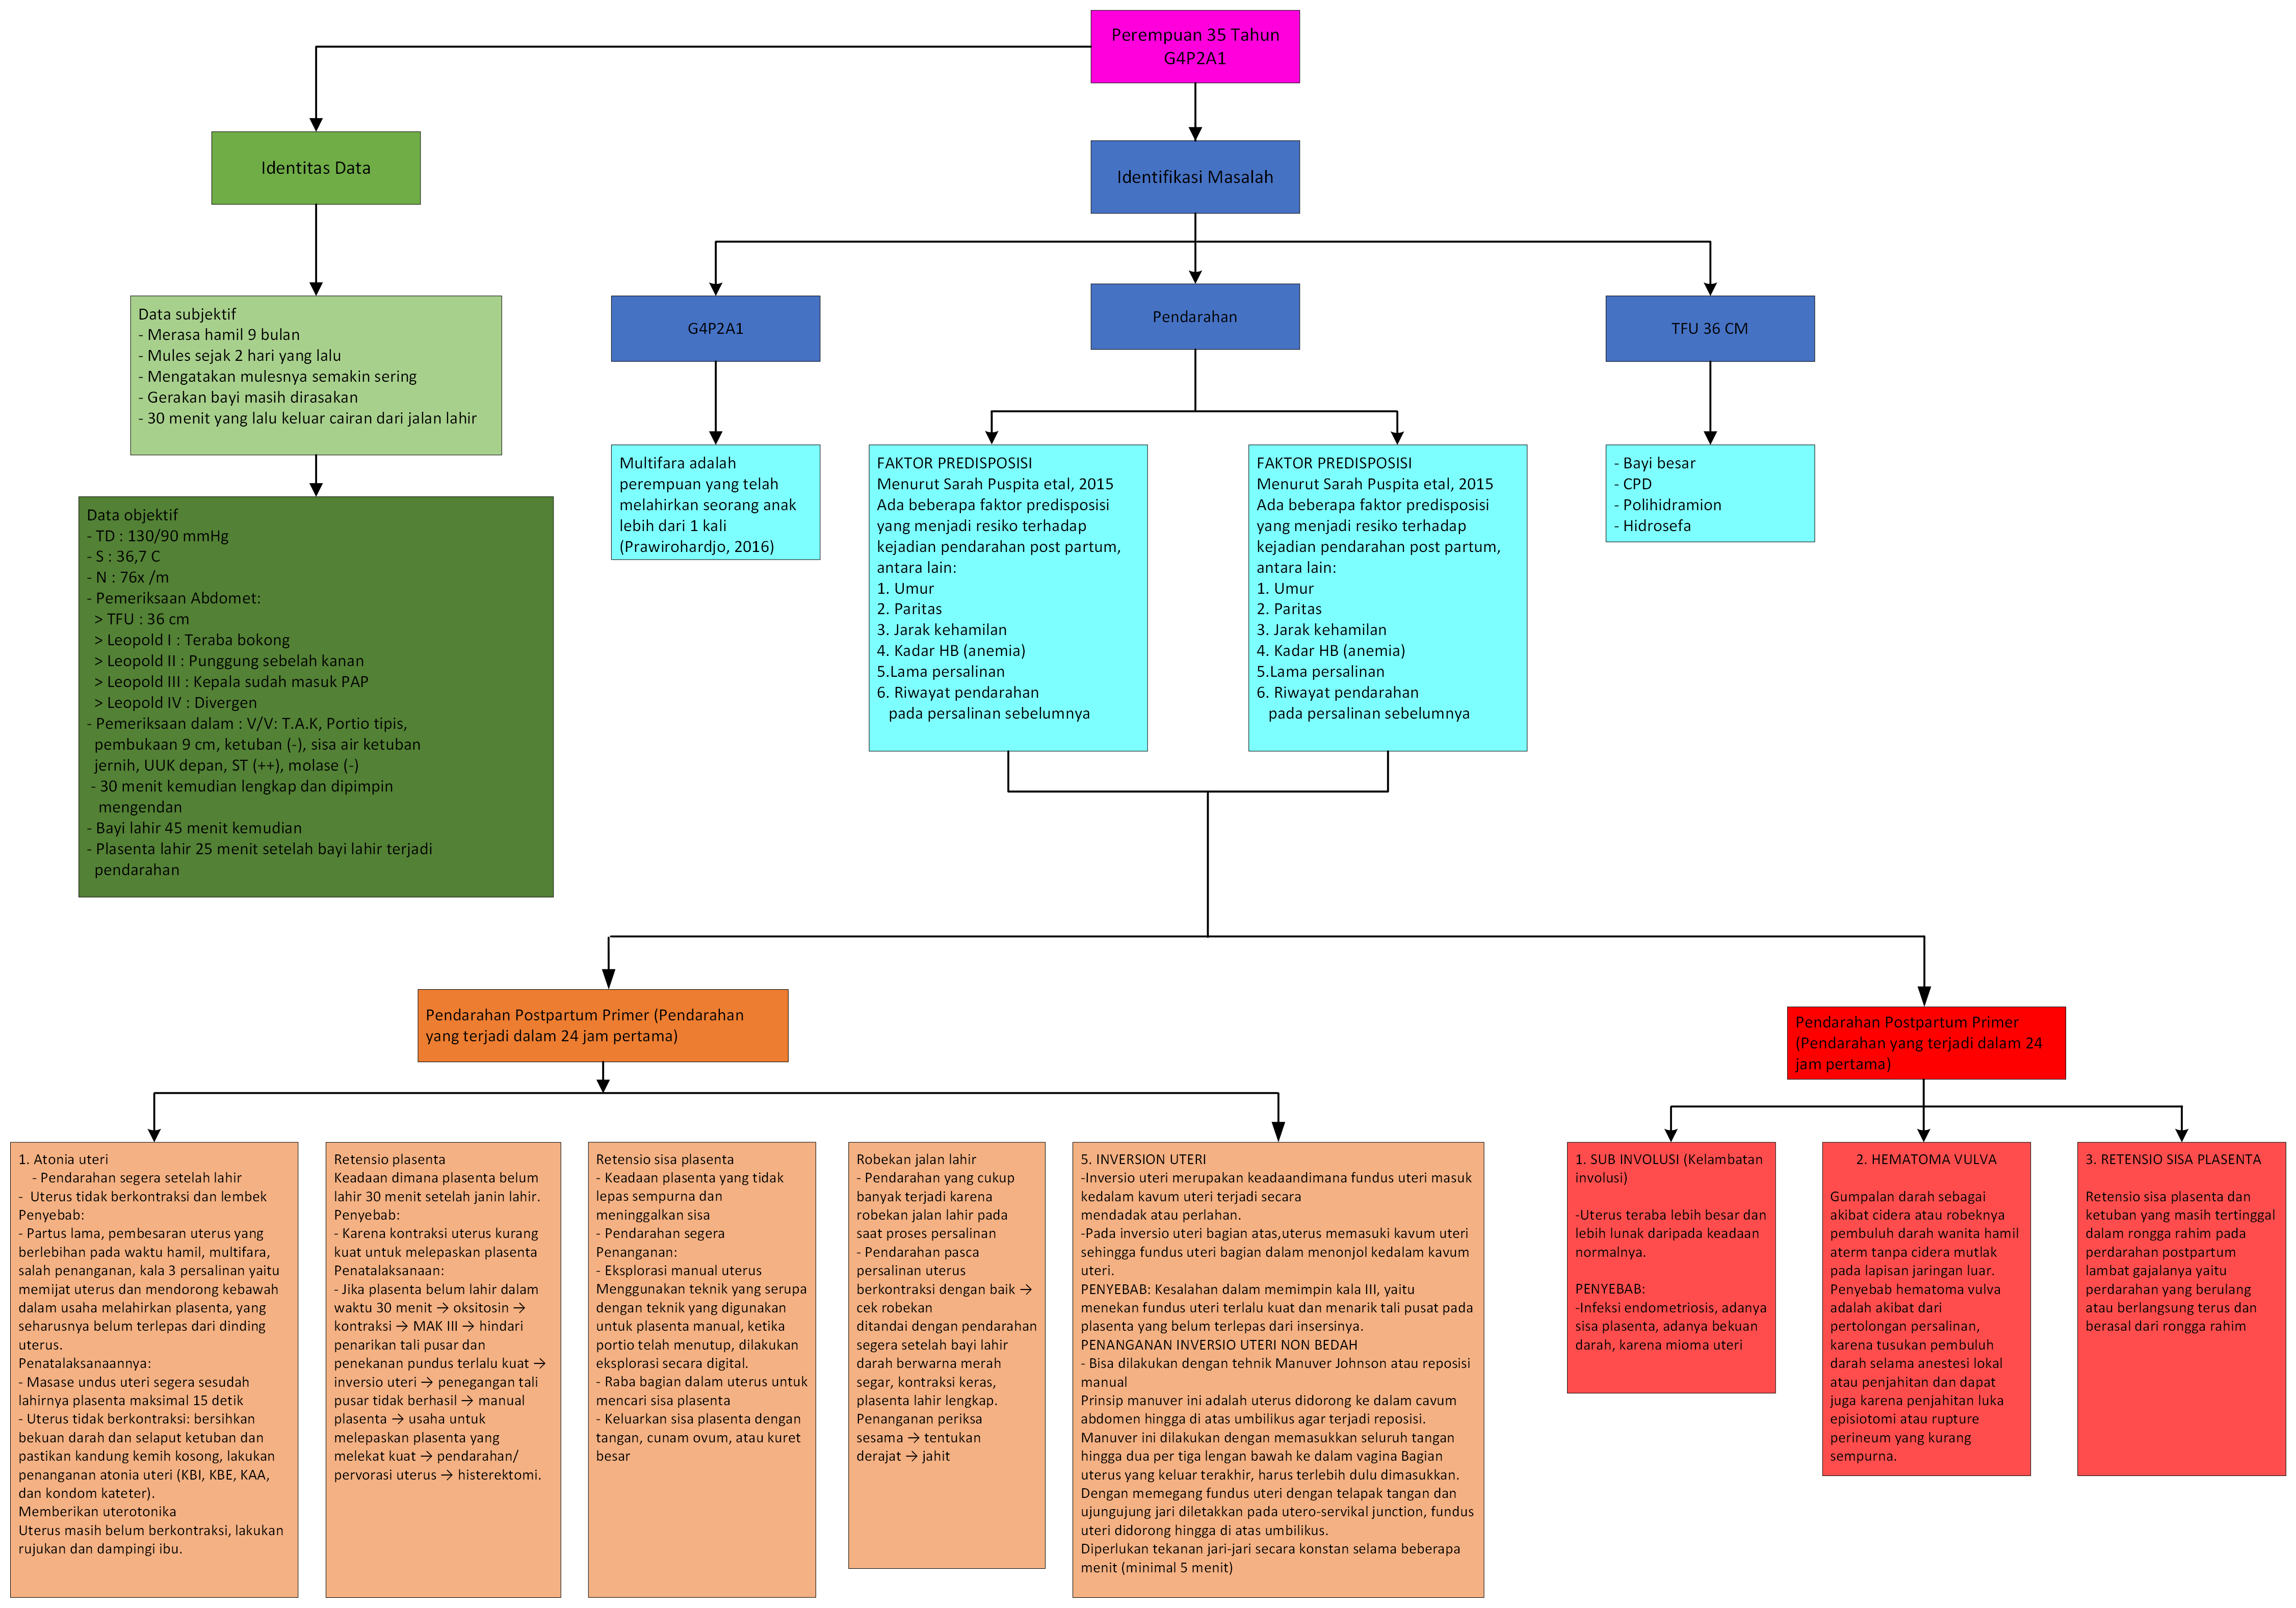 Perempuan 35 Tahun
G4P2A1
Identitas Data
Identifikasi Masalah
Data subjektif
- Merasa hamil 9 bulan
- Mules sejak 2 hari yang lalu
- Mengatakan mulesnya semakin sering
- Gerakan bayi masih dirasakan
- 30 menit yang lalu keluar cairan dari jalan lahir
G4P2A1
Pendarahan
TFU 36 CM
Data objektif
- TD : 130/90 mmHg
- S : 36,7 C
- N : 76x /m
- Pemeriksaan Abdomet:
> TFU : 36 cm
> Leopold I : Teraba bokong
> Leopold II : Punggung sebelah kanan
> Leopold III : Kepala sudah masuk PAP
> Leopold IV : Divergen
- Pemeriksaan dalam : V/V: T.A.K, Portio tipis,
pembukaan 9 cm, ketuban (-), sisa air ketuban
jernih, UUK depan, ST (++), molase (-)
- 30 menit kemudian lengkap dan dipimpin
mengendan
- Bayi lahir 45 menit kemudian
- Plasenta lahir 25 menit setelah bayi lahir terjadi
pendarahan
Multifara adalah
perempuan yang telah
melahirkan seorang anak
lebih dari 1 kali
(Prawirohardjo, 2016)
FAKTOR PREDISPOSISI
Menurut Sarah Puspita etal, 2015
Ada beberapa faktor predisposisi
yang menjadi resiko terhadap
kejadian pendarahan post partum,
antara lain:
1. Umur
2. Paritas
3. Jarak kehamilan
4. Kadar HB (anemia)
5.Lama persalinan
6. Riwayat pendarahan
pada persalinan sebelumnya
FAKTOR PREDISPOSISI
Menurut Sarah Puspita etal, 2015
Ada beberapa faktor predisposisi
yang menjadi resiko terhadap
kejadian pendarahan post partum,
antara lain:
1. Umur
2. Paritas
3. Jarak kehamilan
4. Kadar HB (anemia)
5.Lama persalinan
6. Riwayat pendarahan
pada persalinan sebelumnya
- Bayi besar
- CPD
- Polihidramion
- Hidrosefa
Pendarahan Postpartum Primer (Pendarahan
yang terjadi dalam 24 jam pertama)
Pendarahan Postpartum Primer
(Pendarahan yang terjadi dalam 24
jam pertama)
1. Atonia uteri
- Pendarahan segera setelah lahir
- Uterus tidak berkontraksi dan lembek
Penyebab:
- Partus lama, pembesaran uterus yang
berlebihan pada waktu hamil, multifara,
salah penanganan, kala 3 persalinan yaitu
memijat uterus dan mendorong kebawah
dalam usaha melahirkan plasenta, yang
seharusnya belum terlepas dari dinding
uterus.
Penatalaksanaannya:
- Masase undus uteri segera sesudah
lahirnya plasenta maksimal 15 detik
- Uterus tidak berkontraksi: bersihkan
bekuan darah dan selaput ketuban dan
pastikan kandung kemih kosong, lakukan
penanganan atonia uteri (KBI, KBE, KAA,
dan kondom kateter).
Memberikan uterotonika
Uterus masih belum berkontraksi, lakukan
rujukan dan dampingi ibu.
Retensio plasenta
Keadaan dimana plasenta belum
lahir 30 menit setelah janin lahir.
Penyebab:
- Karena kontraksi uterus kurang
kuat untuk melepaskan plasenta
Penatalaksanaan:
- Jika plasenta belum lahir dalam
waktu 30 menit → oksitosin →
kontraksi → MAK III → hindari
penarikan tali pusar dan
penekanan pundus terlalu kuat →
inversio uteri → penegangan tali
pusar tidak berhasil → manual
plasenta → usaha untuk
melepaskan plasenta yang
melekat kuat → pendarahan/
pervorasi uterus → histerektomi.
Retensio sisa plasenta
- Keadaan plasenta yang tidak
lepas sempurna dan
meninggalkan sisa
- Pendarahan segera
Penanganan:
- Eksplorasi manual uterus
Menggunakan teknik yang serupa
dengan teknik yang digunakan
untuk plasenta manual, ketika
portio telah menutup, dilakukan
eksplorasi secara digital.
- Raba bagian dalam uterus untuk
mencari sisa plasenta
- Keluarkan sisa plasenta dengan
tangan, cunam ovum, atau kuret
besar
Robekan jalan lahir
- Pendarahan yang cukup
banyak terjadi karena
robekan jalan lahir pada
saat proses persalinan
- Pendarahan pasca
persalinan uterus
berkontraksi dengan baik →
cek robekan
ditandai dengan pendarahan
segera setelah bayi lahir
darah berwarna merah
segar, kontraksi keras,
plasenta lahir lengkap.
Penanganan periksa
sesama → tentukan
derajat → jahit
5. INVERSION UTERI
-Inversio uteri merupakan keadaandimana fundus uteri masuk
kedalam kavum uteri terjadi secara
mendadak atau perlahan.
-Pada inversio uteri bagian atas,uterus memasuki kavum uteri
sehingga fundus uteri bagian dalam menonjol kedalam kavum
uteri.
PENYEBAB: Kesalahan dalam memimpin kala III, yaitu
menekan fundus uteri terlalu kuat dan menarik tali pusat pada
plasenta yang belum terlepas dari insersinya.
PENANGANAN INVERSIO UTERI NON BEDAH
- Bisa dilakukan dengan tehnik Manuver Johnson atau reposisi
manual
Prinsip manuver ini adalah uterus didorong ke dalam cavum
abdomen hingga di atas umbilikus agar terjadi reposisi.
Manuver ini dilakukan dengan memasukkan seluruh tangan
hingga dua per tiga lengan bawah ke dalam vagina Bagian
uterus yang keluar terakhir, harus terlebih dulu dimasukkan.
Dengan memegang fundus uteri dengan telapak tangan dan
ujungujung jari diletakkan pada utero-servikal junction, fundus
uteri didorong hingga di atas umbilikus.
Diperlukan tekanan jari-jari secara konstan selama beberapa
menit (minimal 5 menit)
1. SUB INVOLUSI (Kelambatan
involusi)
-Uterus teraba lebih besar dan
lebih lunak daripada keadaan
normalnya.
PENYEBAB:
-Infeksi endometriosis, adanya
sisa plasenta, adanya bekuan
darah, karena mioma uteri
2. HEMATOMA VULVA
Gumpalan darah sebagai
akibat cidera atau robeknya
pembuluh darah wanita hamil
aterm tanpa cidera mutlak
pada lapisan jaringan luar.
Penyebab hematoma vulva
adalah akibat dari
pertolongan persalinan,
karena tusukan pembuluh
darah selama anestesi lokal
atau penjahitan dan dapat
juga karena penjahitan luka
episiotomi atau rupture
perineum yang kurang
sempurna.
3. RETENSIO SISA PLASENTA
Retensio sisa plasenta dan
ketuban yang masih tertinggal
dalam rongga rahim pada
perdarahan postpartum
lambat gajalanya yaitu
perdarahan yang berulang
atau berlangsung terus dan
berasal dari rongga rahim